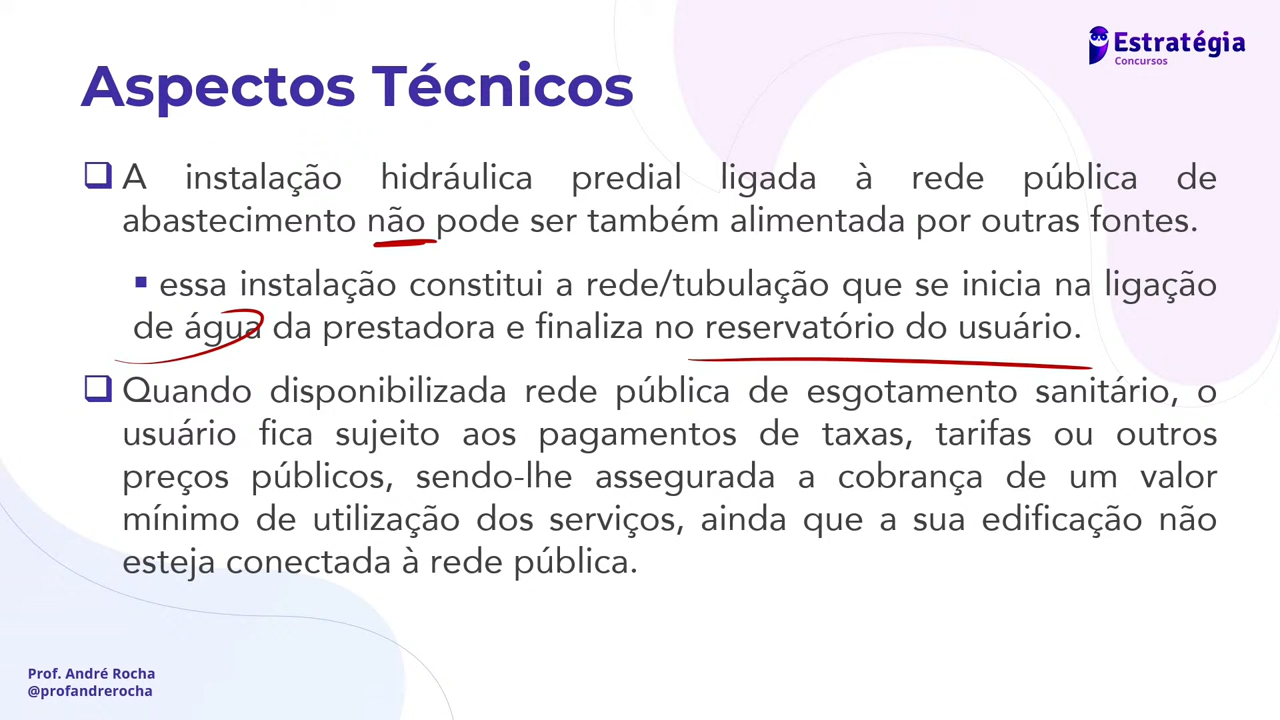 Estratégia
Concursos
Aspectos Técnicos
❑ A instalação hidráulica predial ligada à rede pública de
abastecimento não pode ser também alimentada por outras fontes.
▪ essa instalação constitui a rede/tubulação que se inicia na ligação
de água da prestadora e finaliza no reservatório do usuário.
❑ Quando disponibilizada rede pública de esgotamento sanitário, o
usuário fica sujeito aos pagamentos de taxas, tarifas ou outros
preços públicos, sendo-lhe assegurada a cobrança de um valor
mínimo de utilização dos serviços, ainda que a sua edificação não
esteja conectada à rede pública.
Prof. André Rocha
@profandrerocha